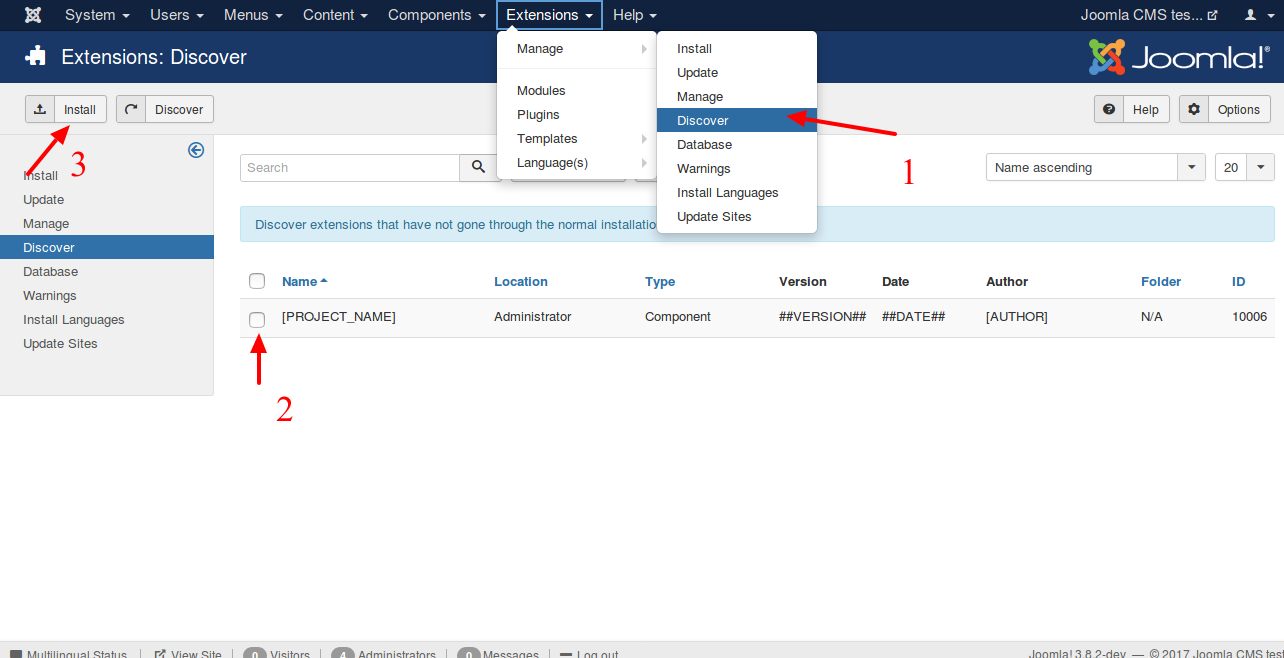 System Users Menus Content Components Extensions Help Joomla CMS tes...
Extensions: Discover
Joomla!®
Install Discover Help Options
Manage
Modules
Plugins
Templates
Language(s)
Install
Update
Manage
Discover
Database
Warnings
Install Languages
Update Sites
1
3
Install
Update
Manage
Discover
Database
Warnings
Install Languages
Update Sites
Search
Name ascending
20
Discover extensions that have not gone through the normal installatio
Name Location Type Version Date Author Folder ID
[PROJECT_NAME] Administrator Component ##VERSION## ##DATE## [AUTHOR] N/A 10006
2
Multilingual Status View Site 0 Visitors 4 Administrators 0 Messages Log out Joomla! 3.8.2-dev — © 2017 Joomla CMS test